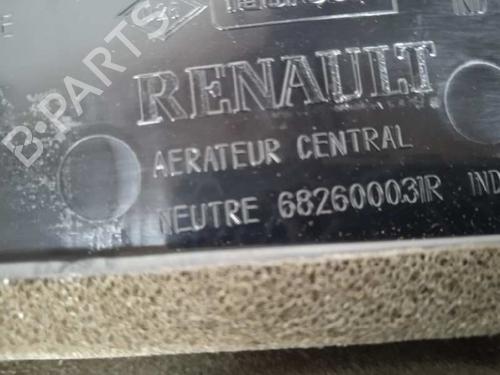 B-PARTS
RENAULT
AERATEUR CENTRAL
NEUTRE 682600031R IND